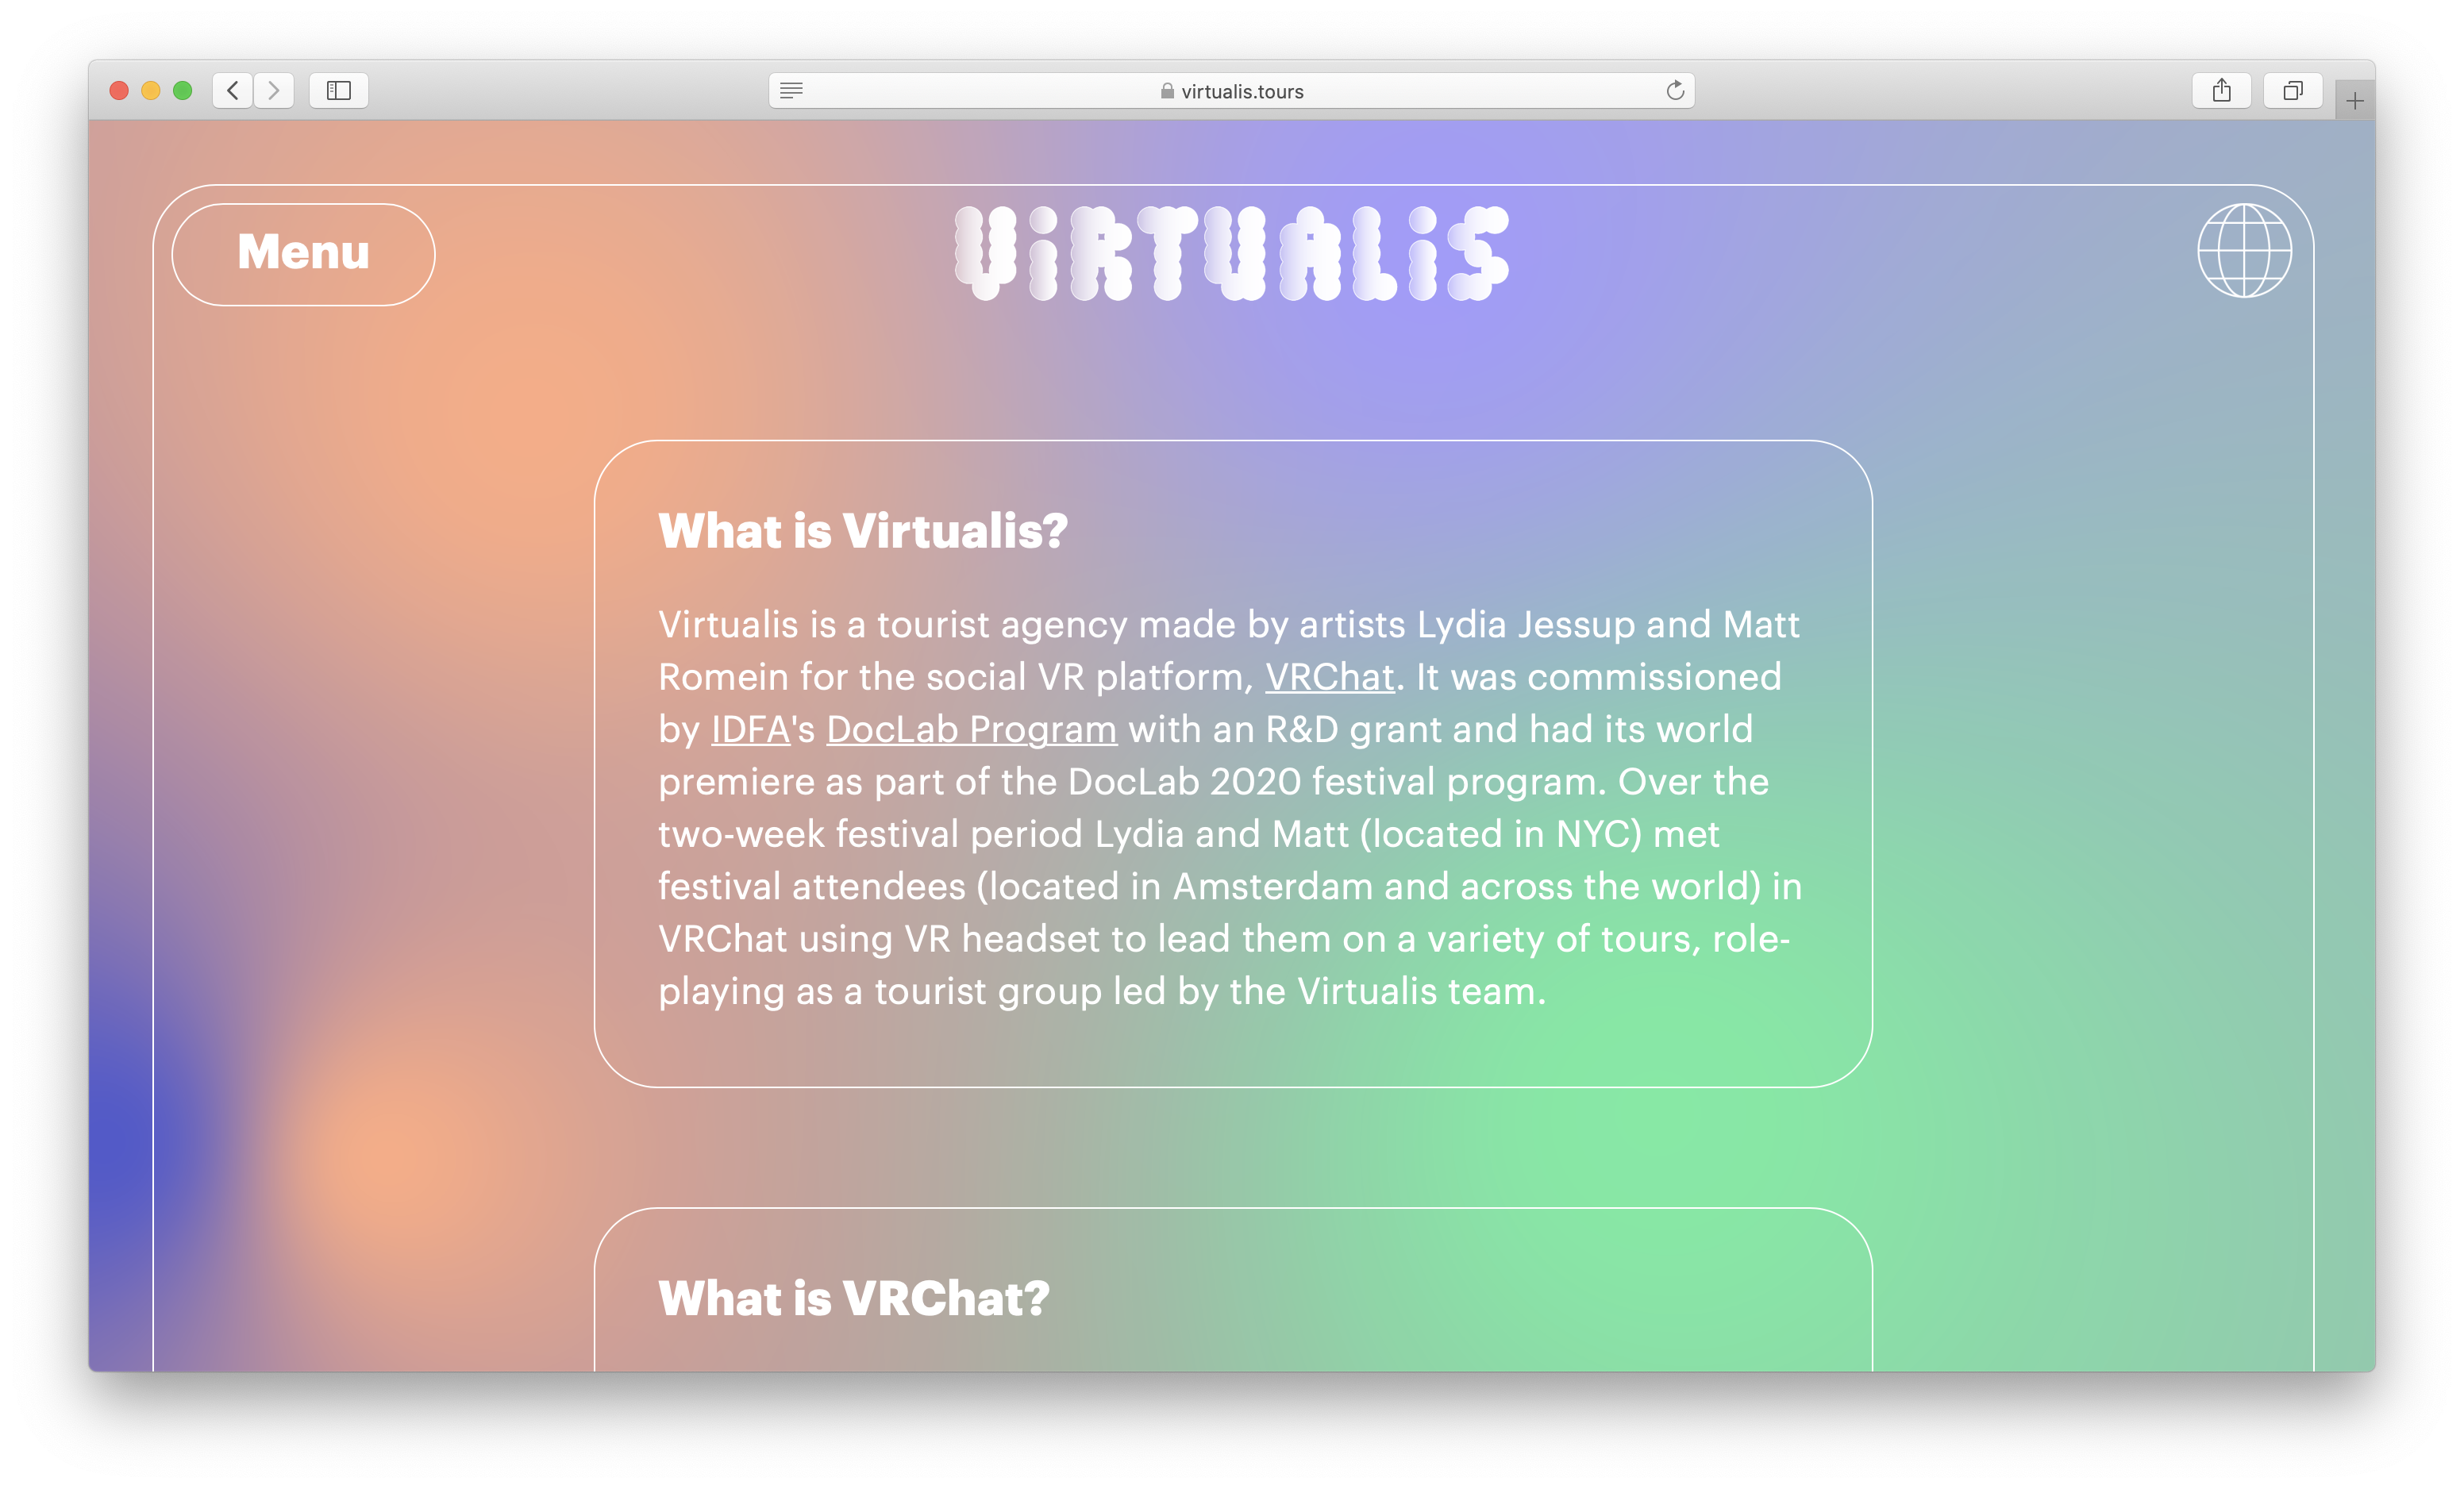 virtualis.tours
Menu
ViRTUALiS
What is Virtualis?
Virtualis is a tourist agency made by artists Lydia Jessup and Matt
Romein for the social VR platform, VRChat. It was commissioned
by IDFA's DocLab Program with an R&D grant and had its world
premiere as part of the DocLab 2020 festival program. Over the
two-week festival period Lydia and Matt (located in NYC) met
festival attendees (located in Amsterdam and across the world) in
VRChat using VR headset to lead them on a variety of tours, role-
playing as a tourist group led by the Virtualis team.
What is VRChat?